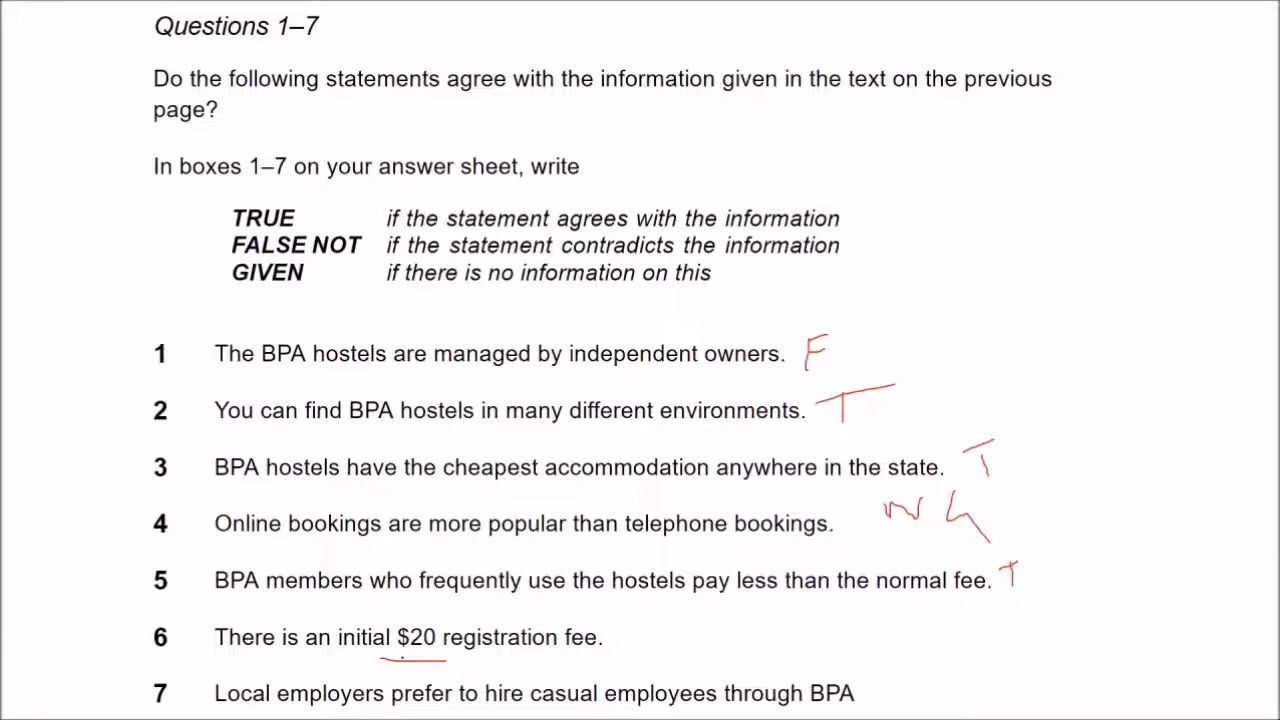 Questions 1–7
Do the following statements agree with the information given in the text on the previous
page?
In boxes 1–7 on your answer sheet, write
TRUE if the statement agrees with the information
FALSE NOT if the statement contradicts the information
GIVEN if there is no information on this
1 The BPA hostels are managed by independent owners. F
2 You can find BPA hostels in many different environments. T
3 BPA hostels have the cheapest accommodation anywhere in the state. T
4 Online bookings are more popular than telephone bookings. N G
5 BPA members who frequently use the hostels pay less than the normal fee. T
6 There is an initial $20 registration fee.
7 Local employers prefer to hire casual employees through BPA